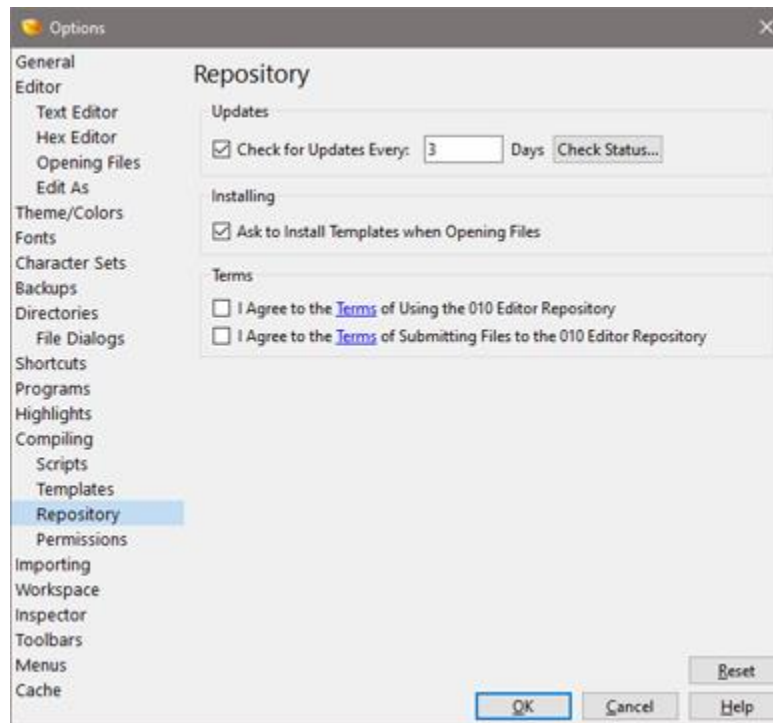 Options
General
Editor
Text Editor
Hex Editor
Opening Files
Edit As
Theme/Colors
Fonts
Character Sets
Backups
Directories
File Dialogs
Shortcuts
Programs
Highlights
Compiling
Scripts
Templates
Repository
Permissions
Importing
Workspace
Inspector
Toolbars
Menus
Cache
Repository
Updates
Check for Updates Every: 3 Days Check Status...
Installing
Ask to Install Templates when Opening Files
Terms
I Agree to the Terms of Using the 010 Editor Repository
I Agree to the Terms of Submitting Files to the 010 Editor Repository
Reset
OK Cancel Help